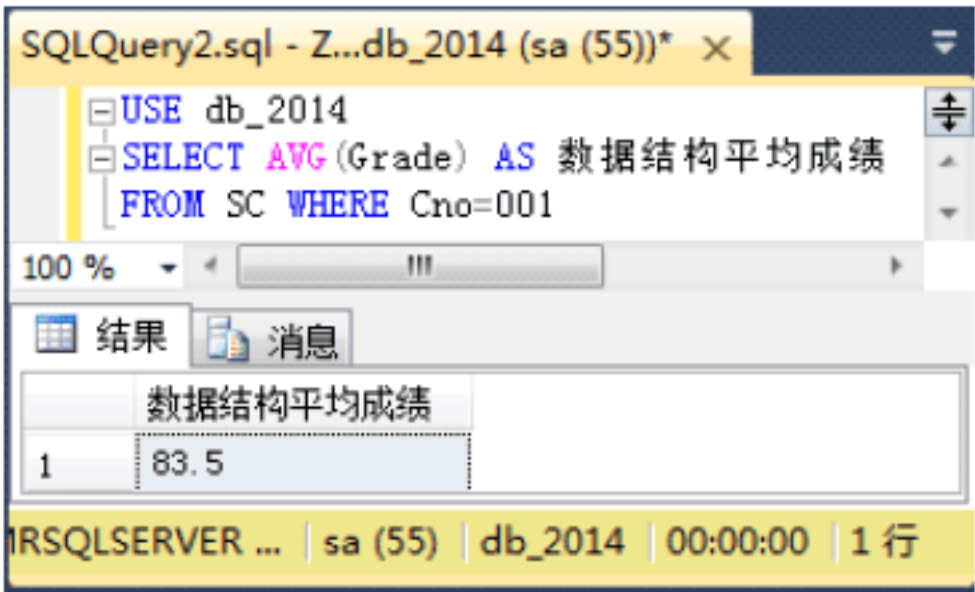 SQLQuery2.sql - Z...db_2014 (sa (55))*
USE db_2014
SELECT AVG(Grade) AS 数据结构平均成绩
FROM SC WHERE Cno=001
100 %
结果 消息
数据结构平均成绩
1 83.5
IRSQLSERVER ... sa (55) db_2014 00:00:00 1 行